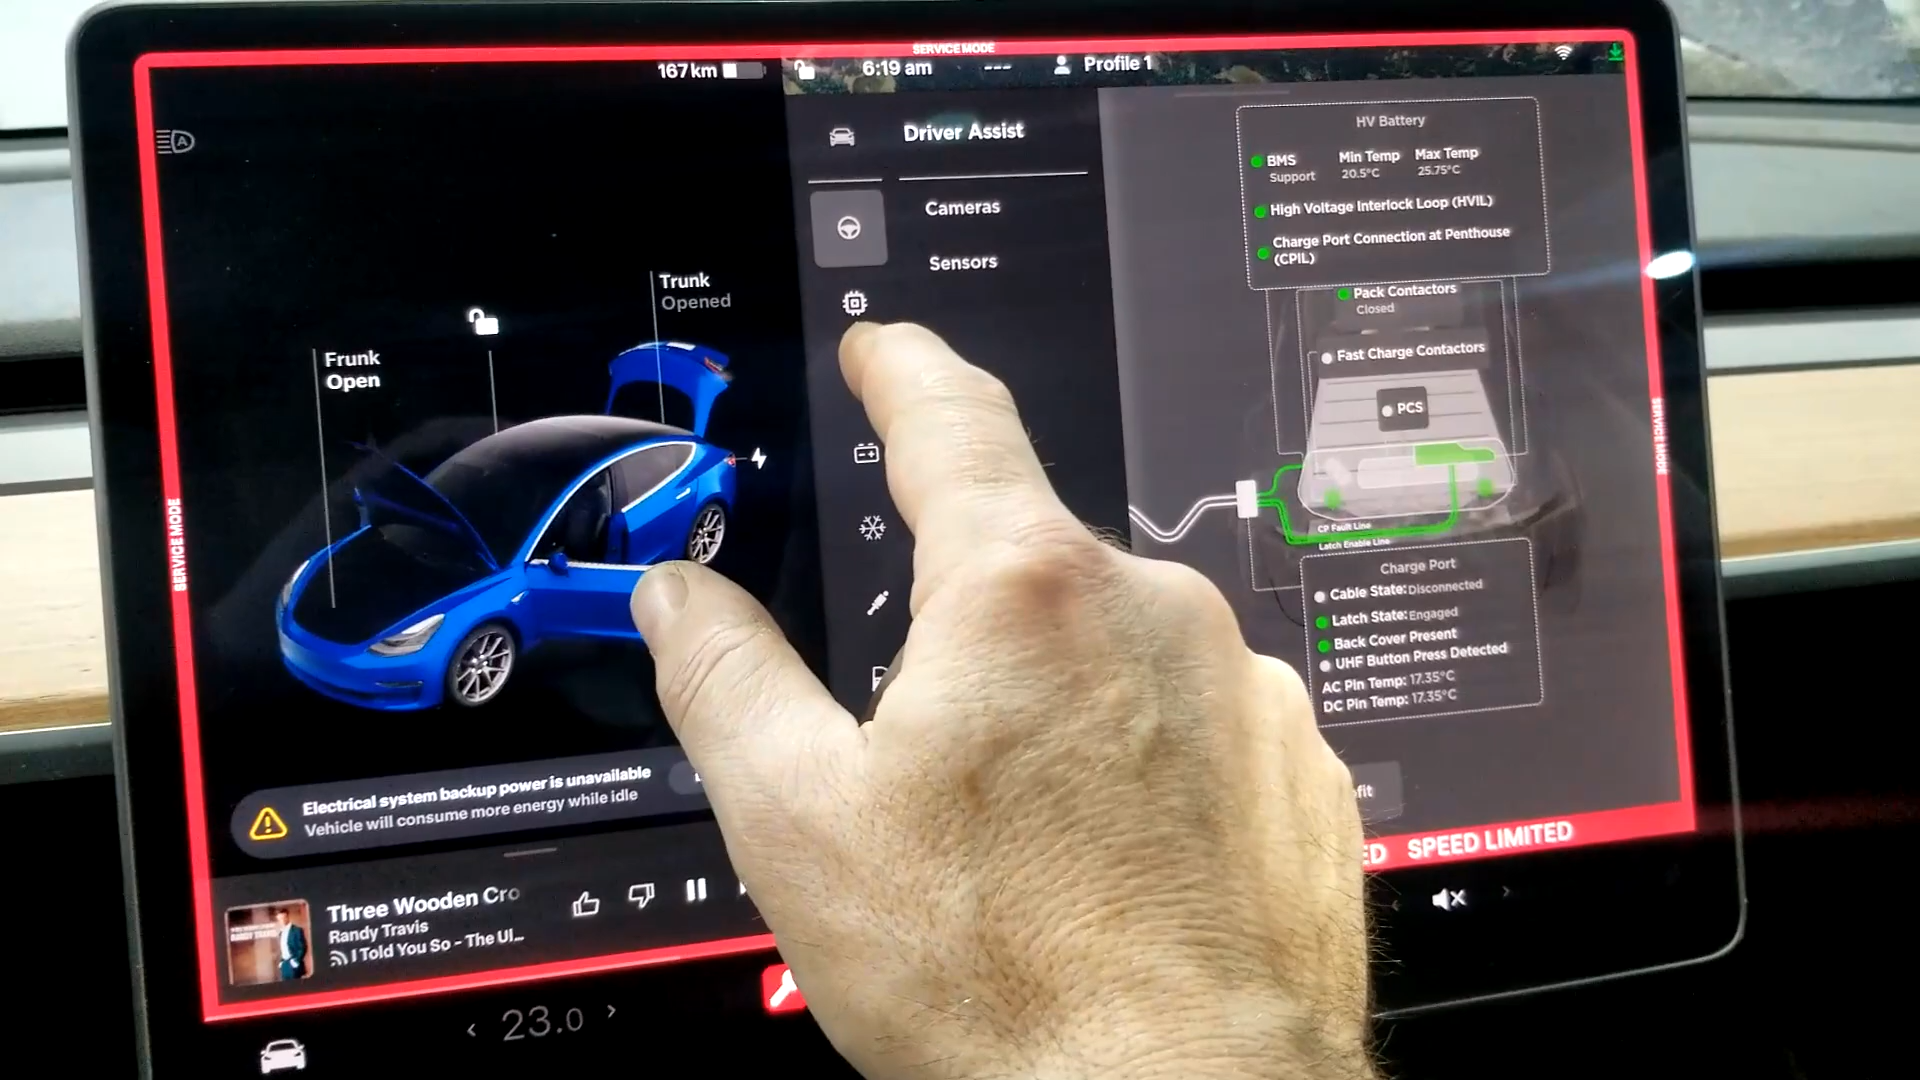 SERVICE MODE
167 km
6:19 am
---
Profile 1
A
Driver Assist
Cameras
Sensors
Trunk
Opened
Frunk
Open
HV Battery
BMS
Support
Min Temp
20.5°C
Max Temp
25.75°C
High Voltage Interlock Loop (HVIL)
Charge Port Connection at Penthouse
(CPIL)
Pack Contactors
Closed
Fast Charge Contactors
PCS
CP Fault Line
Latch Enable Line
Charge Port
Cable State: Disconnected
Latch State: Engaged
Back Cover Present
UHF Button Press Detected
AC Pin Temp: 17.35°C
DC Pin Temp: 17.35°C
SERVICE MODE
SERVICE MODE
Electrical system backup power is unavailable
Vehicle will consume more energy while idle
fit
ED SPEED LIMITED
Three Wooden Cro
Randy Travis
I Told You So - The Ul...
RANDY TRAVIS
23.0